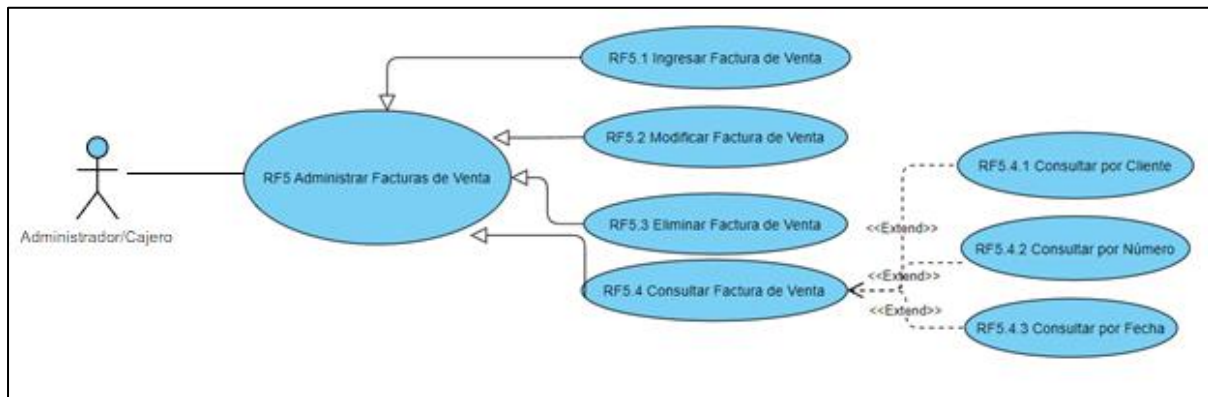 RF5.1 Ingresar Factura de Venta
RF5.2 Modificar Factura de Venta
RF5 Administrar Facturas de Venta
Administrador/Cajero
RF5.3 Eliminar Factura de Venta
RF5.4 Consultar Factura de Venta
RF5.4.1 Consultar por Cliente
<<Extend>>
RF5.4.2 Consultar por Número
<<Extend>>
<<Extend>>
RF5.4.3 Consultar por Fecha